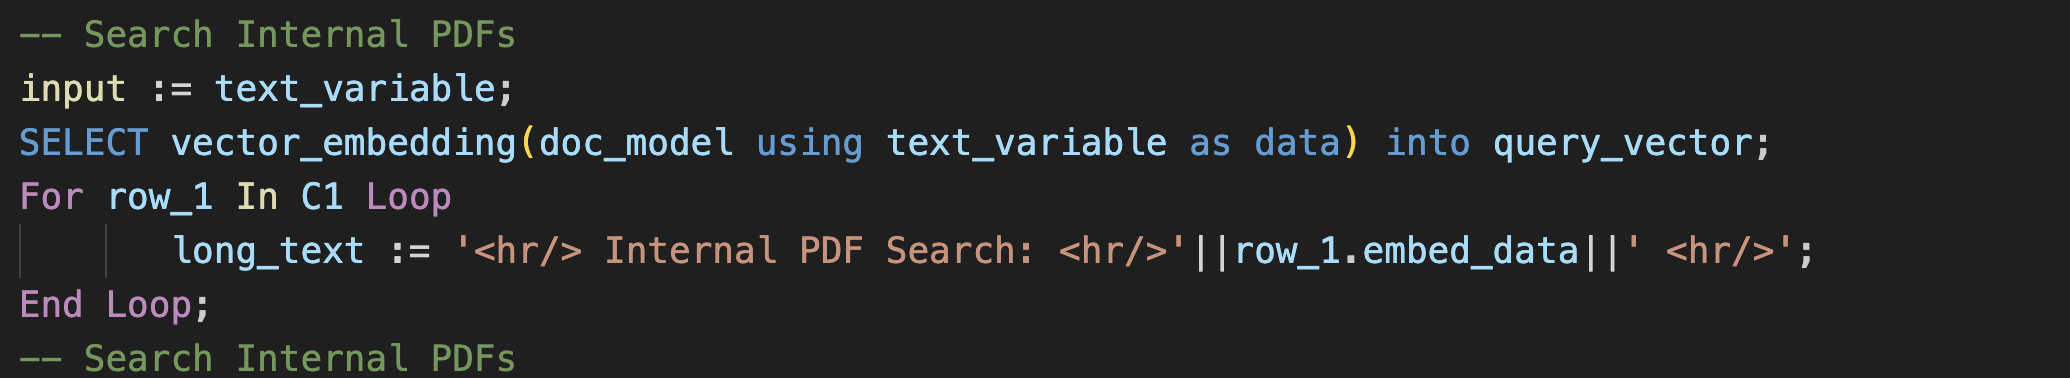 -- Search Internal PDFs
input := text_variable;
SELECT vector_embedding(doc_model using text_variable as data) into query_vector;
For row_1 In C1 Loop
        long_text := '<hr/> Internal PDF Search: <hr/>'||row_1.embed_data||' <hr/>';
End Loop;
-- Search Internal PDFs